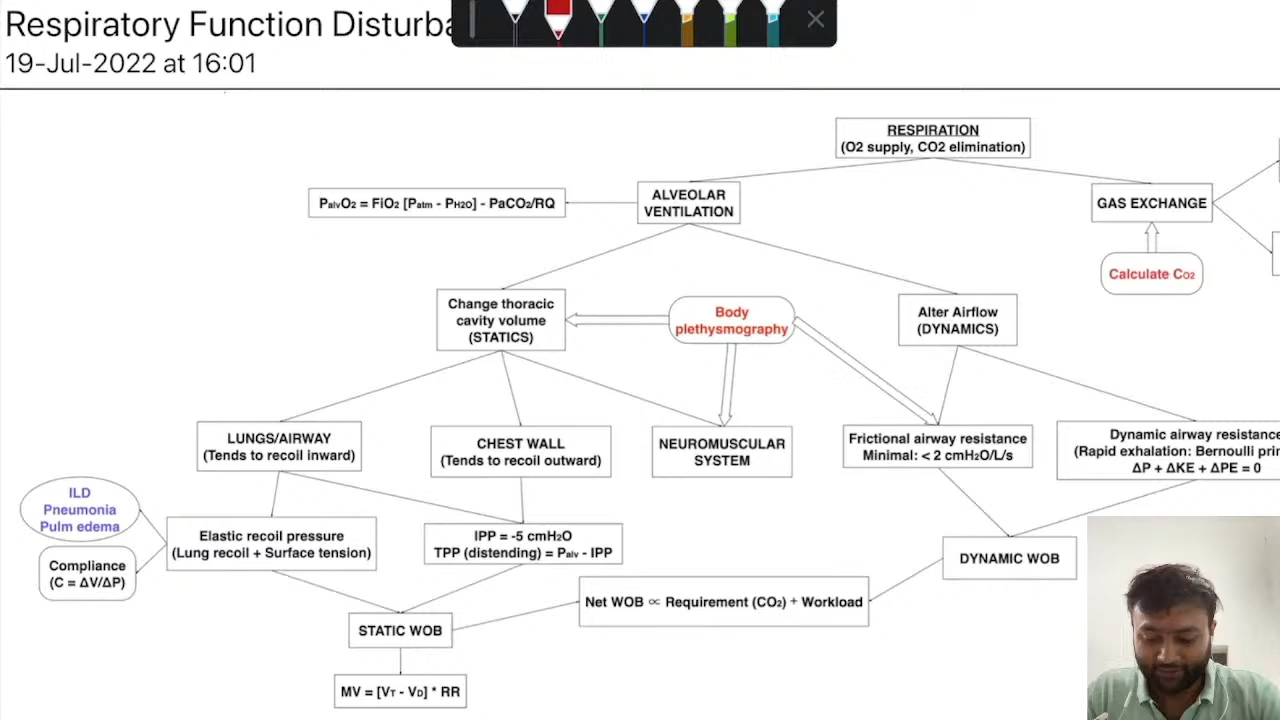 Respiratory Function Disturba
19-Jul-2022 at 16:01
RESPIRATION
(O2 supply, CO2 elimination)
PalvO2 = FiO2 [Patm - PH2O] - PaCO2/RQ
ALVEOLAR
VENTILATION
GAS EXCHANGE
Calculate CO2
Change thoracic
cavity volume
(STATICS)
Body
plethysmography
Alter Airflow
(DYNAMICS)
LUNGS/AIRWAY
(Tends to recoil inward)
CHEST WALL
(Tends to recoil outward)
NEUROMUSCULAR
SYSTEM
Frictional airway resistance
Minimal: < 2 cmH2O/L/s
Dynamic airway resistance
(Rapid exhalation: Bernoulli prin
ΔP + ΔKE + ΔPE = 0
ILD
Pneumonia
Pulm edema
Compliance
(C = ΔV/ΔP)
Elastic recoil pressure
(Lung recoil + Surface tension)
IPP = -5 cmH2O
TPP (distending) = Palv - IPP
DYNAMIC WOB
Net WOB ∝ Requirement (CO2) + Workload
STATIC WOB
MV = [VT - VD] * RR